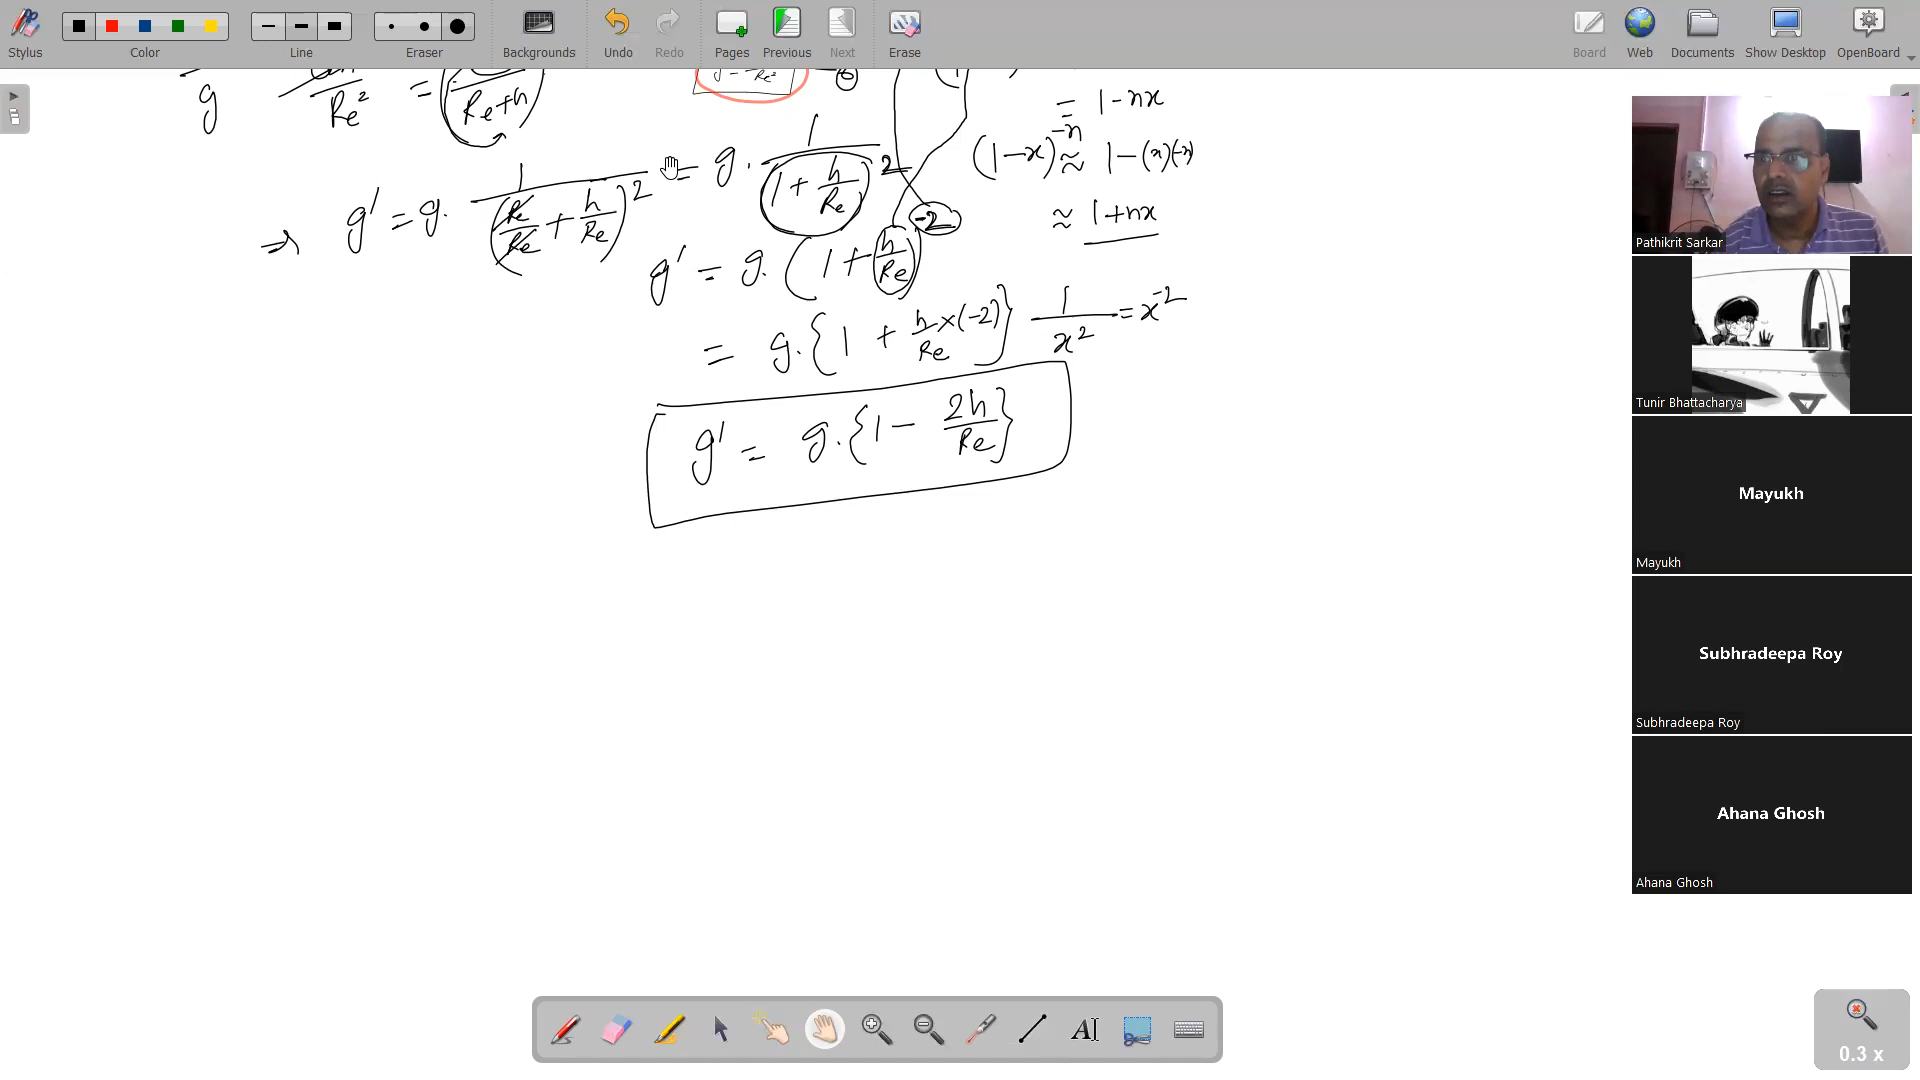 Stylus
Color
Line
Eraser
Backgrounds
Undo
Redo
Pages
Previous
Next
Erase
Board
Web
Documents
Show Desktop
OpenBoard
g
Re²
= Re+h
6
= 1-nx
(1-x)⁻ⁿ ≈ 1-(x)(-n)
≈ 1+nx
⇒ g' = g. 1/(Re/Re + h/Re)² = g. 1/(1 + h/Re)²
g' = g. (1 + h/Re)⁻²
= g. {1 + h/Re ×(-2)}
1/x² = x⁻²
g' = g. {1 - 2h/Re}
Pathikrit Sarkar
Tunir Bhattacharya
Mayukh
Mayukh
Subhradeepa Roy
Subhradeepa Roy
Ahana Ghosh
Ahana Ghosh
AI
0.3 x